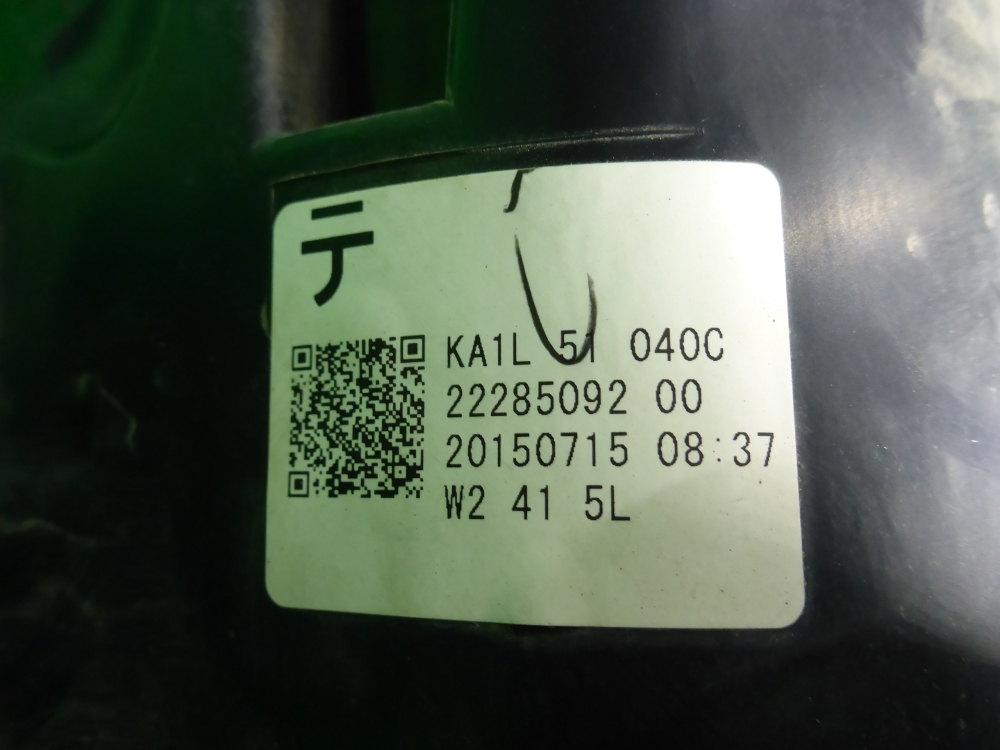 テ
KA1L 51 040C
22285092 00
20150715 08:37
W2 41 5L